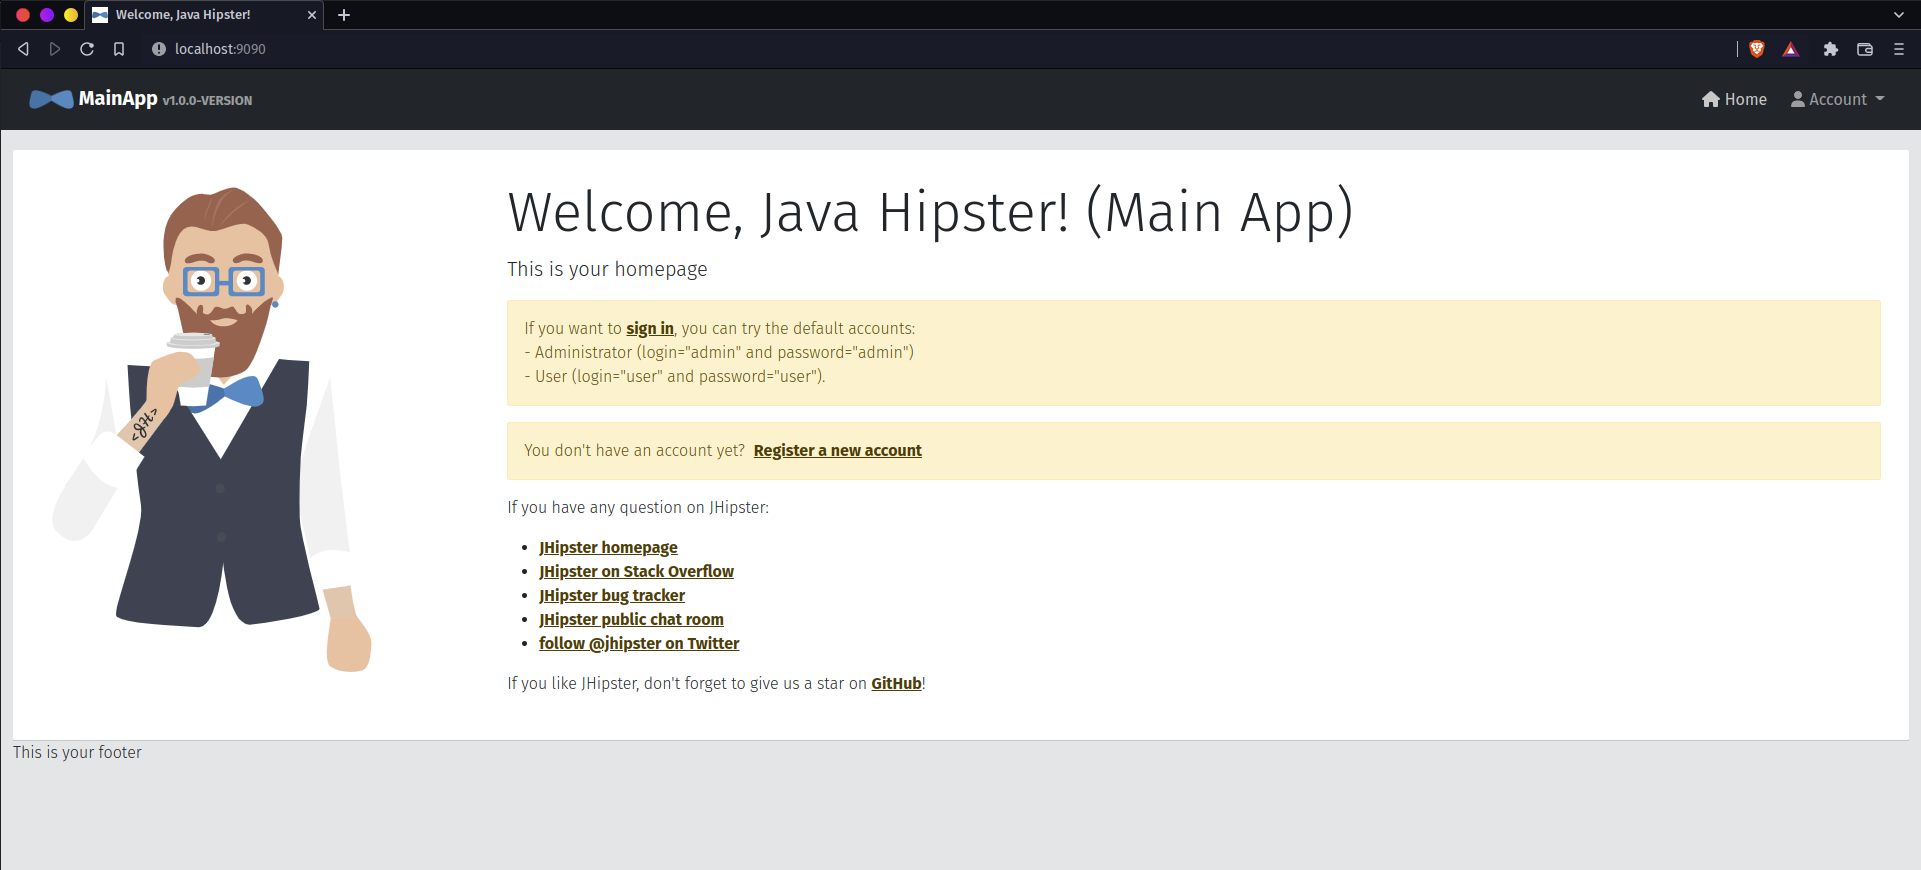 Welcome, Java Hipster!
localhost:9090
MainApp v1.0.0-VERSION
Home
Account
Welcome, Java Hipster! (Main App)
This is your homepage
If you want to sign in, you can try the default accounts:
- Administrator (login="admin" and password="admin")
- User (login="user" and password="user").
You don't have an account yet? Register a new account
If you have any question on JHipster:
• JHipster homepage
• JHipster on Stack Overflow
• JHipster bug tracker
• JHipster public chat room
• follow @jhipster on Twitter
If you like JHipster, don't forget to give us a star on GitHub!
<JH>
This is your footer